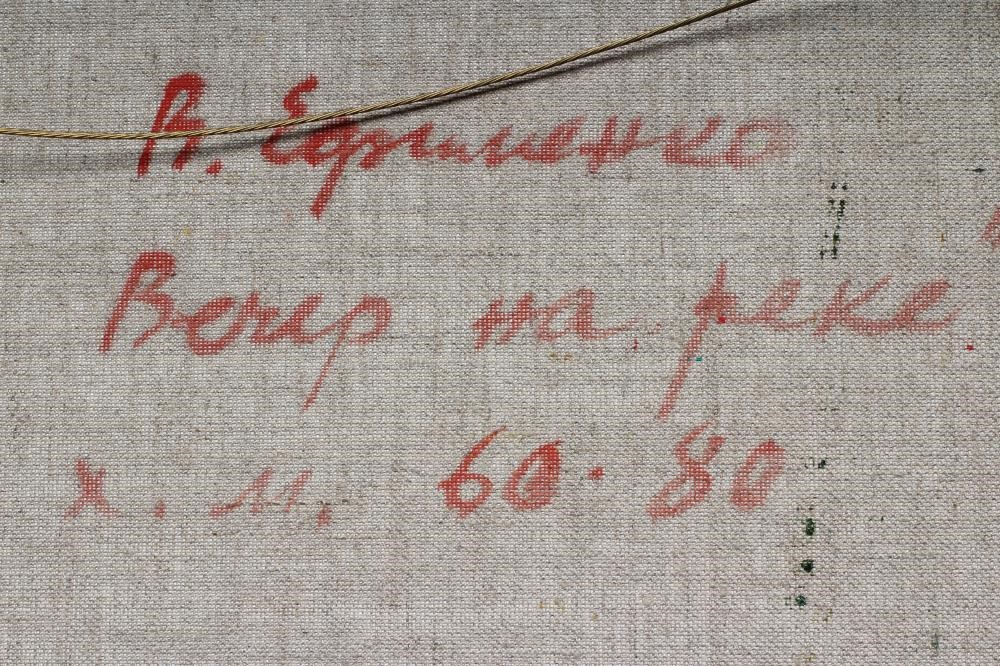 В. Ефименко
Вечер на реке
х. м. 60. 80